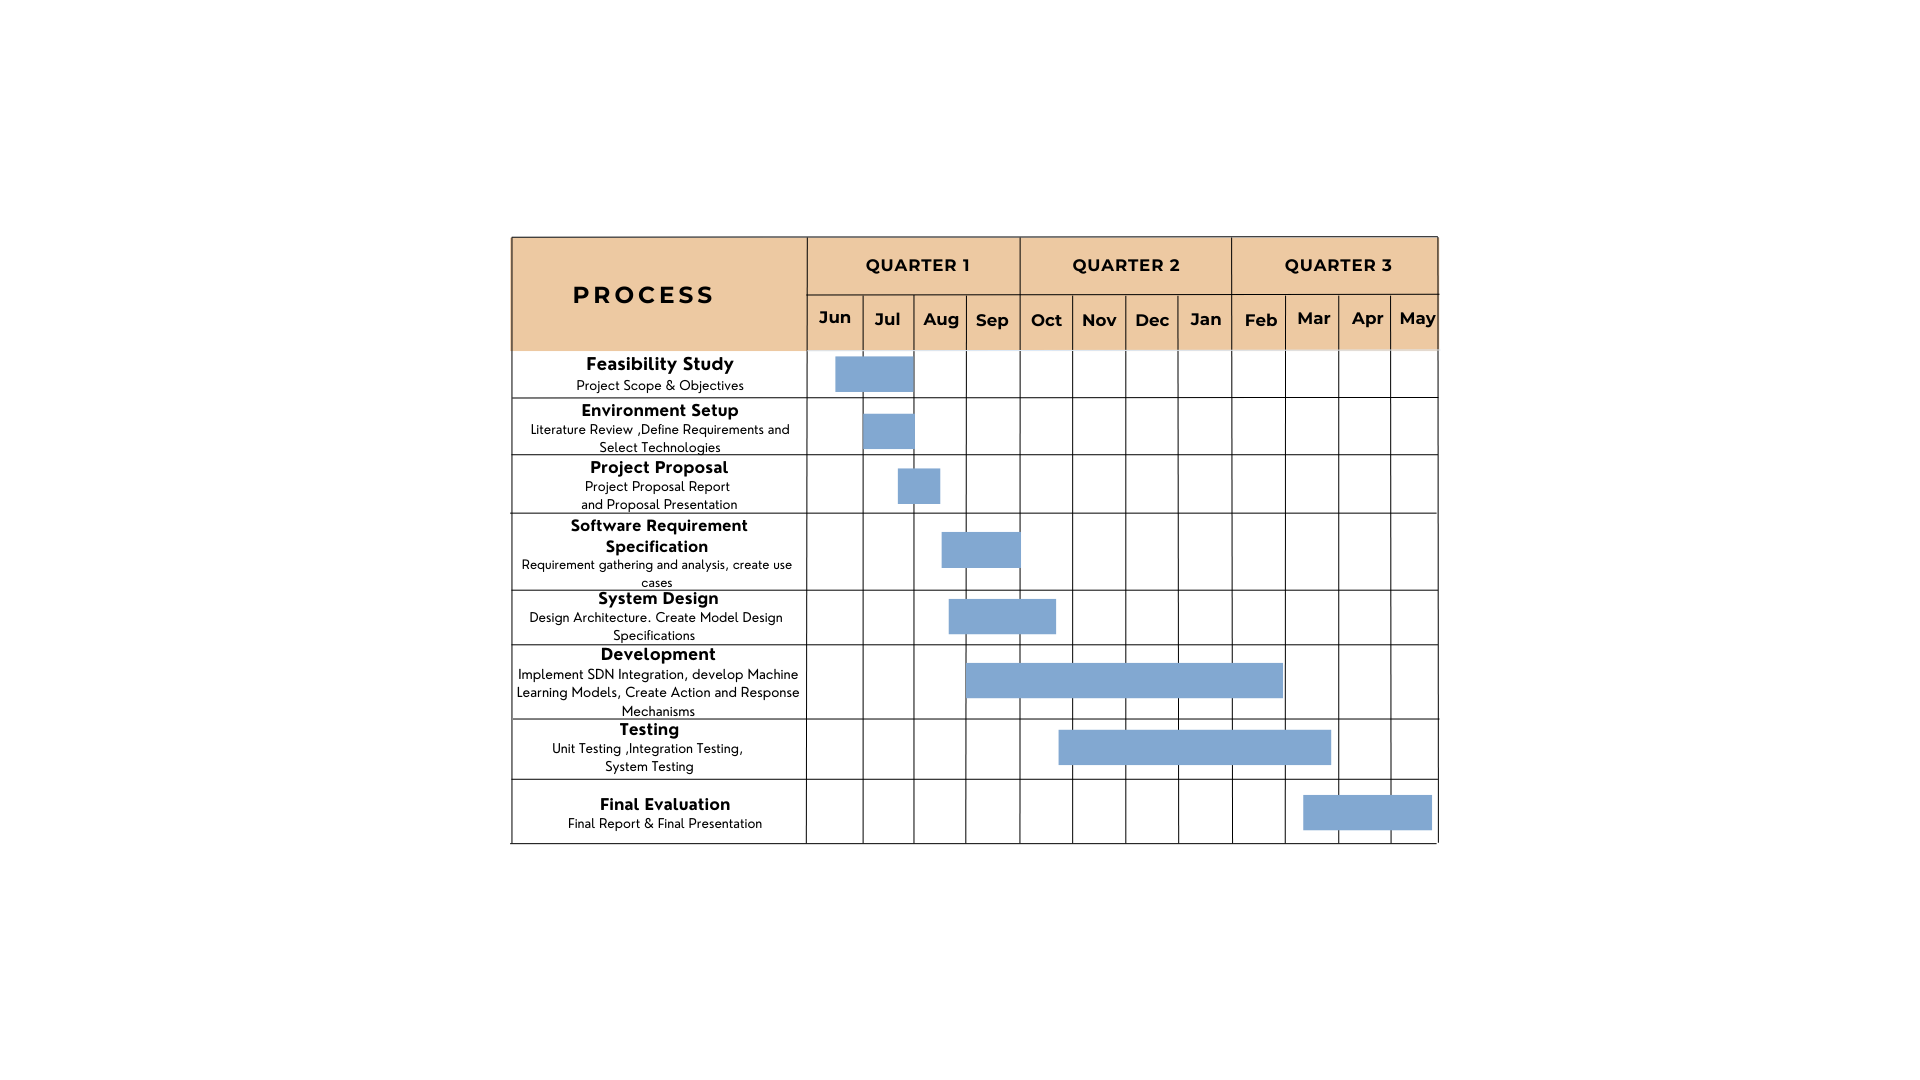 PROCESS
QUARTER 1
QUARTER 2
QUARTER 3
Jun
Jul
Aug
Sep
Oct
Nov
Dec
Jan
Feb
Mar
Apr
May
Feasibility Study
Project Scope & Objectives
Environment Setup
Literature Review ,Define Requirements and
Select Technologies
Project Proposal
Project Proposal Report
and Proposal Presentation
Software Requirement
Specification
Requirement gathering and analysis, create use
cases
System Design
Design Architecture. Create Model Design
Specifications
Development
Implement SDN Integration, develop Machine
Learning Models, Create Action and Response
Mechanisms
Testing
Unit Testing ,Integration Testing,
System Testing
Final Evaluation
Final Report & Final Presentation